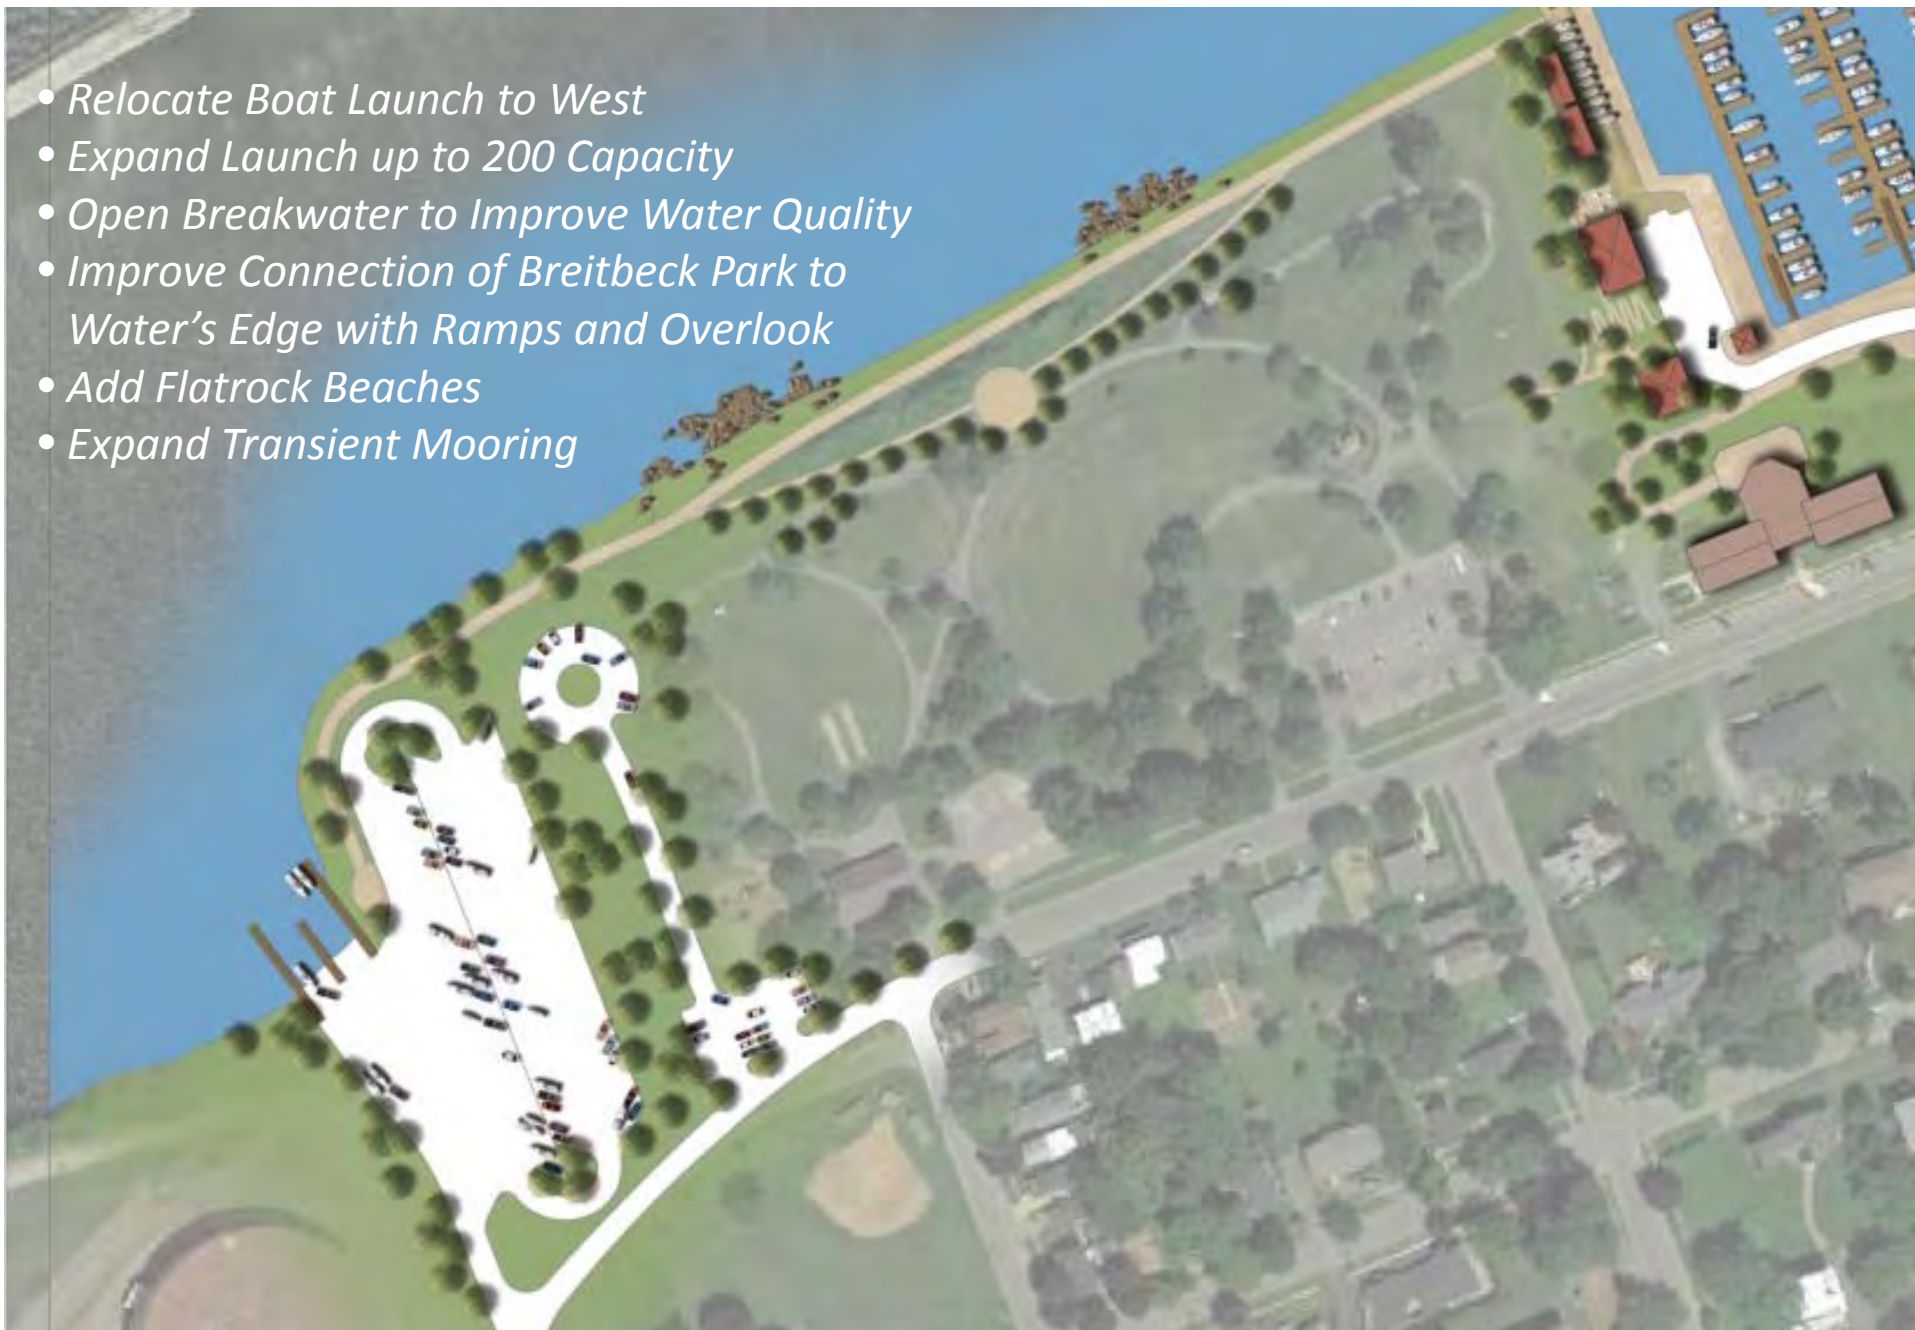 • Relocate Boat Launch to West
• Expand Launch up to 200 Capacity
• Open Breakwater to Improve Water Quality
• Improve Connection of Breitbeck Park to
Water’s Edge with Ramps and Overlook
• Add Flatrock Beaches
• Expand Transient Mooring